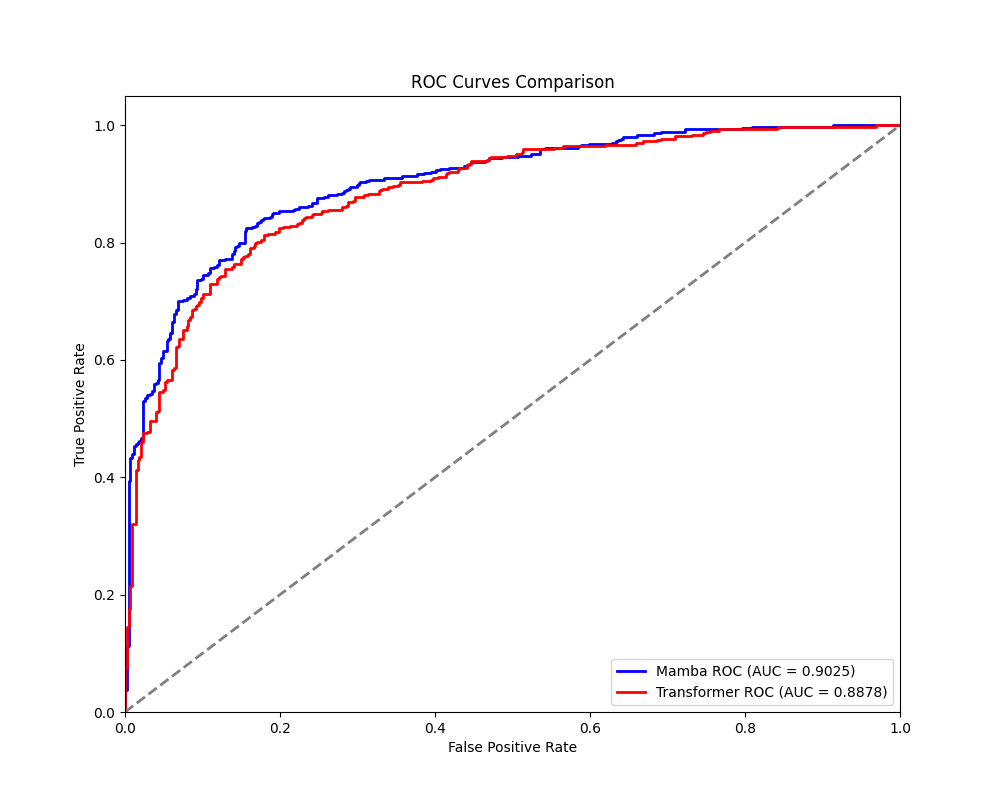 ROC Curves Comparison
True Positive Rate
1.0
0.8
0.6
0.4
0.2
0.0
0.0 0.2 0.4 0.6 0.8 1.0
False Positive Rate
Mamba ROC (AUC = 0.9025)
Transformer ROC (AUC = 0.8878)